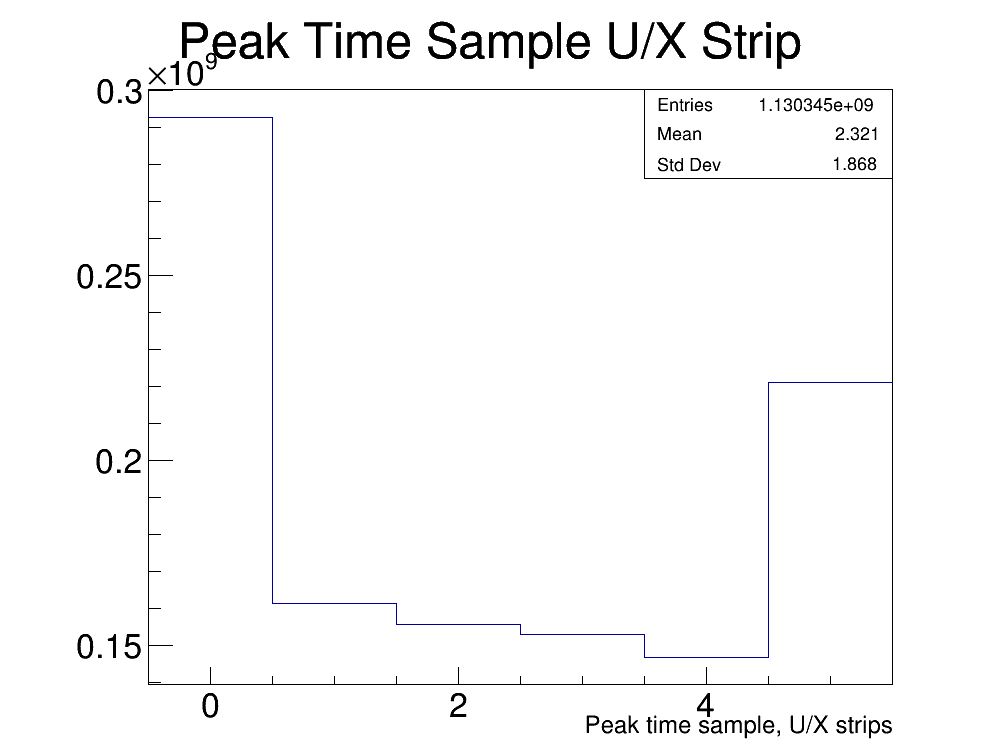 Peak Time Sample U/X Strip
×10⁹
Entries 1.130345e+09
Mean 2.321
Std Dev 1.868
0.3
0.25
0.2
0.15
0 2 4
Peak time sample, U/X strips